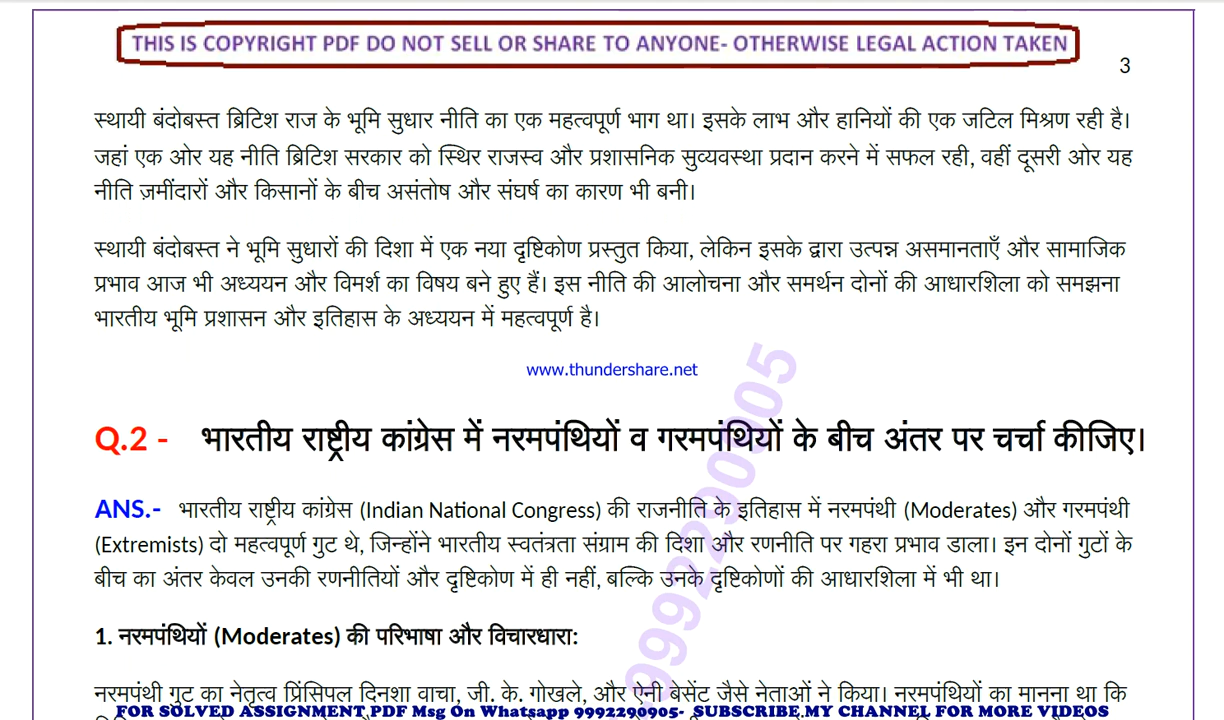 THIS IS COPYRIGHT PDF DO NOT SELL OR SHARE TO ANYONE- OTHERWISE LEGAL ACTION TAKEN
3
स्थायी बंदोबस्त ब्रिटिश राज के भूमि सुधार नीति का एक महत्वपूर्ण भाग था। इसके लाभ और हानियों की एक जटिल मिश्रण रही है।
जहां एक ओर यह नीति ब्रिटिश सरकार को स्थिर राजस्व और प्रशासनिक सुव्यवस्था प्रदान करने में सफल रही, वहीं दूसरी ओर यह
नीति ज़मींदारों और किसानों के बीच असंतोष और संघर्ष का कारण भी बनी।
स्थायी बंदोबस्त ने भूमि सुधारों की दिशा में एक नया दृष्टिकोण प्रस्तुत किया, लेकिन इसके द्वारा उत्पन्न असमानताएँ और सामाजिक
प्रभाव आज भी अध्ययन और विमर्श का विषय बने हुए हैं। इस नीति की आलोचना और समर्थन दोनों की आधारशिला को समझना
भारतीय भूमि प्रशासन और इतिहास के अध्ययन में महत्वपूर्ण है।
www.thundershare.net
Q.2 - भारतीय राष्ट्रीय कांग्रेस में नरमपंथियों व गरमपंथियों के बीच अंतर पर चर्चा कीजिए।
ANS.- भारतीय राष्ट्रीय कांग्रेस (Indian National Congress) की राजनीति के इतिहास में नरमपंथी (Moderates) और गरमपंथी
(Extremists) दो महत्वपूर्ण गुट थे, जिन्होंने भारतीय स्वतंत्रता संग्राम की दिशा और रणनीति पर गहरा प्रभाव डाला। इन दोनों गुटों के
बीच का अंतर केवल उनकी रणनीतियों और दृष्टिकोण में ही नहीं, बल्कि उनके दृष्टिकोणों की आधारशिला में भी था।
1. नरमपंथियों (Moderates) की परिभाषा और विचारधारा:
नरमपंथी गुट का नेतृत्व प्रिंसिपल दिनशा वाचा, जी. के. गोखले, और ऐनी बेसेंट जैसे नेताओं ने किया। नरमपंथियों का मानना था कि
FOR SOLVED ASSIGNMENT PDF Msg On Whatsapp 9992290905- SUBSCRIBE MY CHANNEL FOR MORE VIDEOS
9992290905